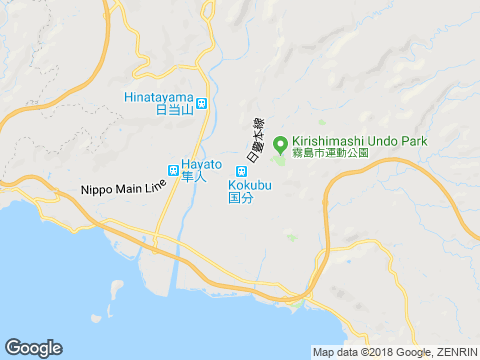 Hinatayama
日当山
日豊本線
Kirishimashi Undo Park
霧島市運動公園
Hayato
隼人
Nippo Main Line
Kokubu
国分
Google
Map data ©2018 Google, ZENRIN